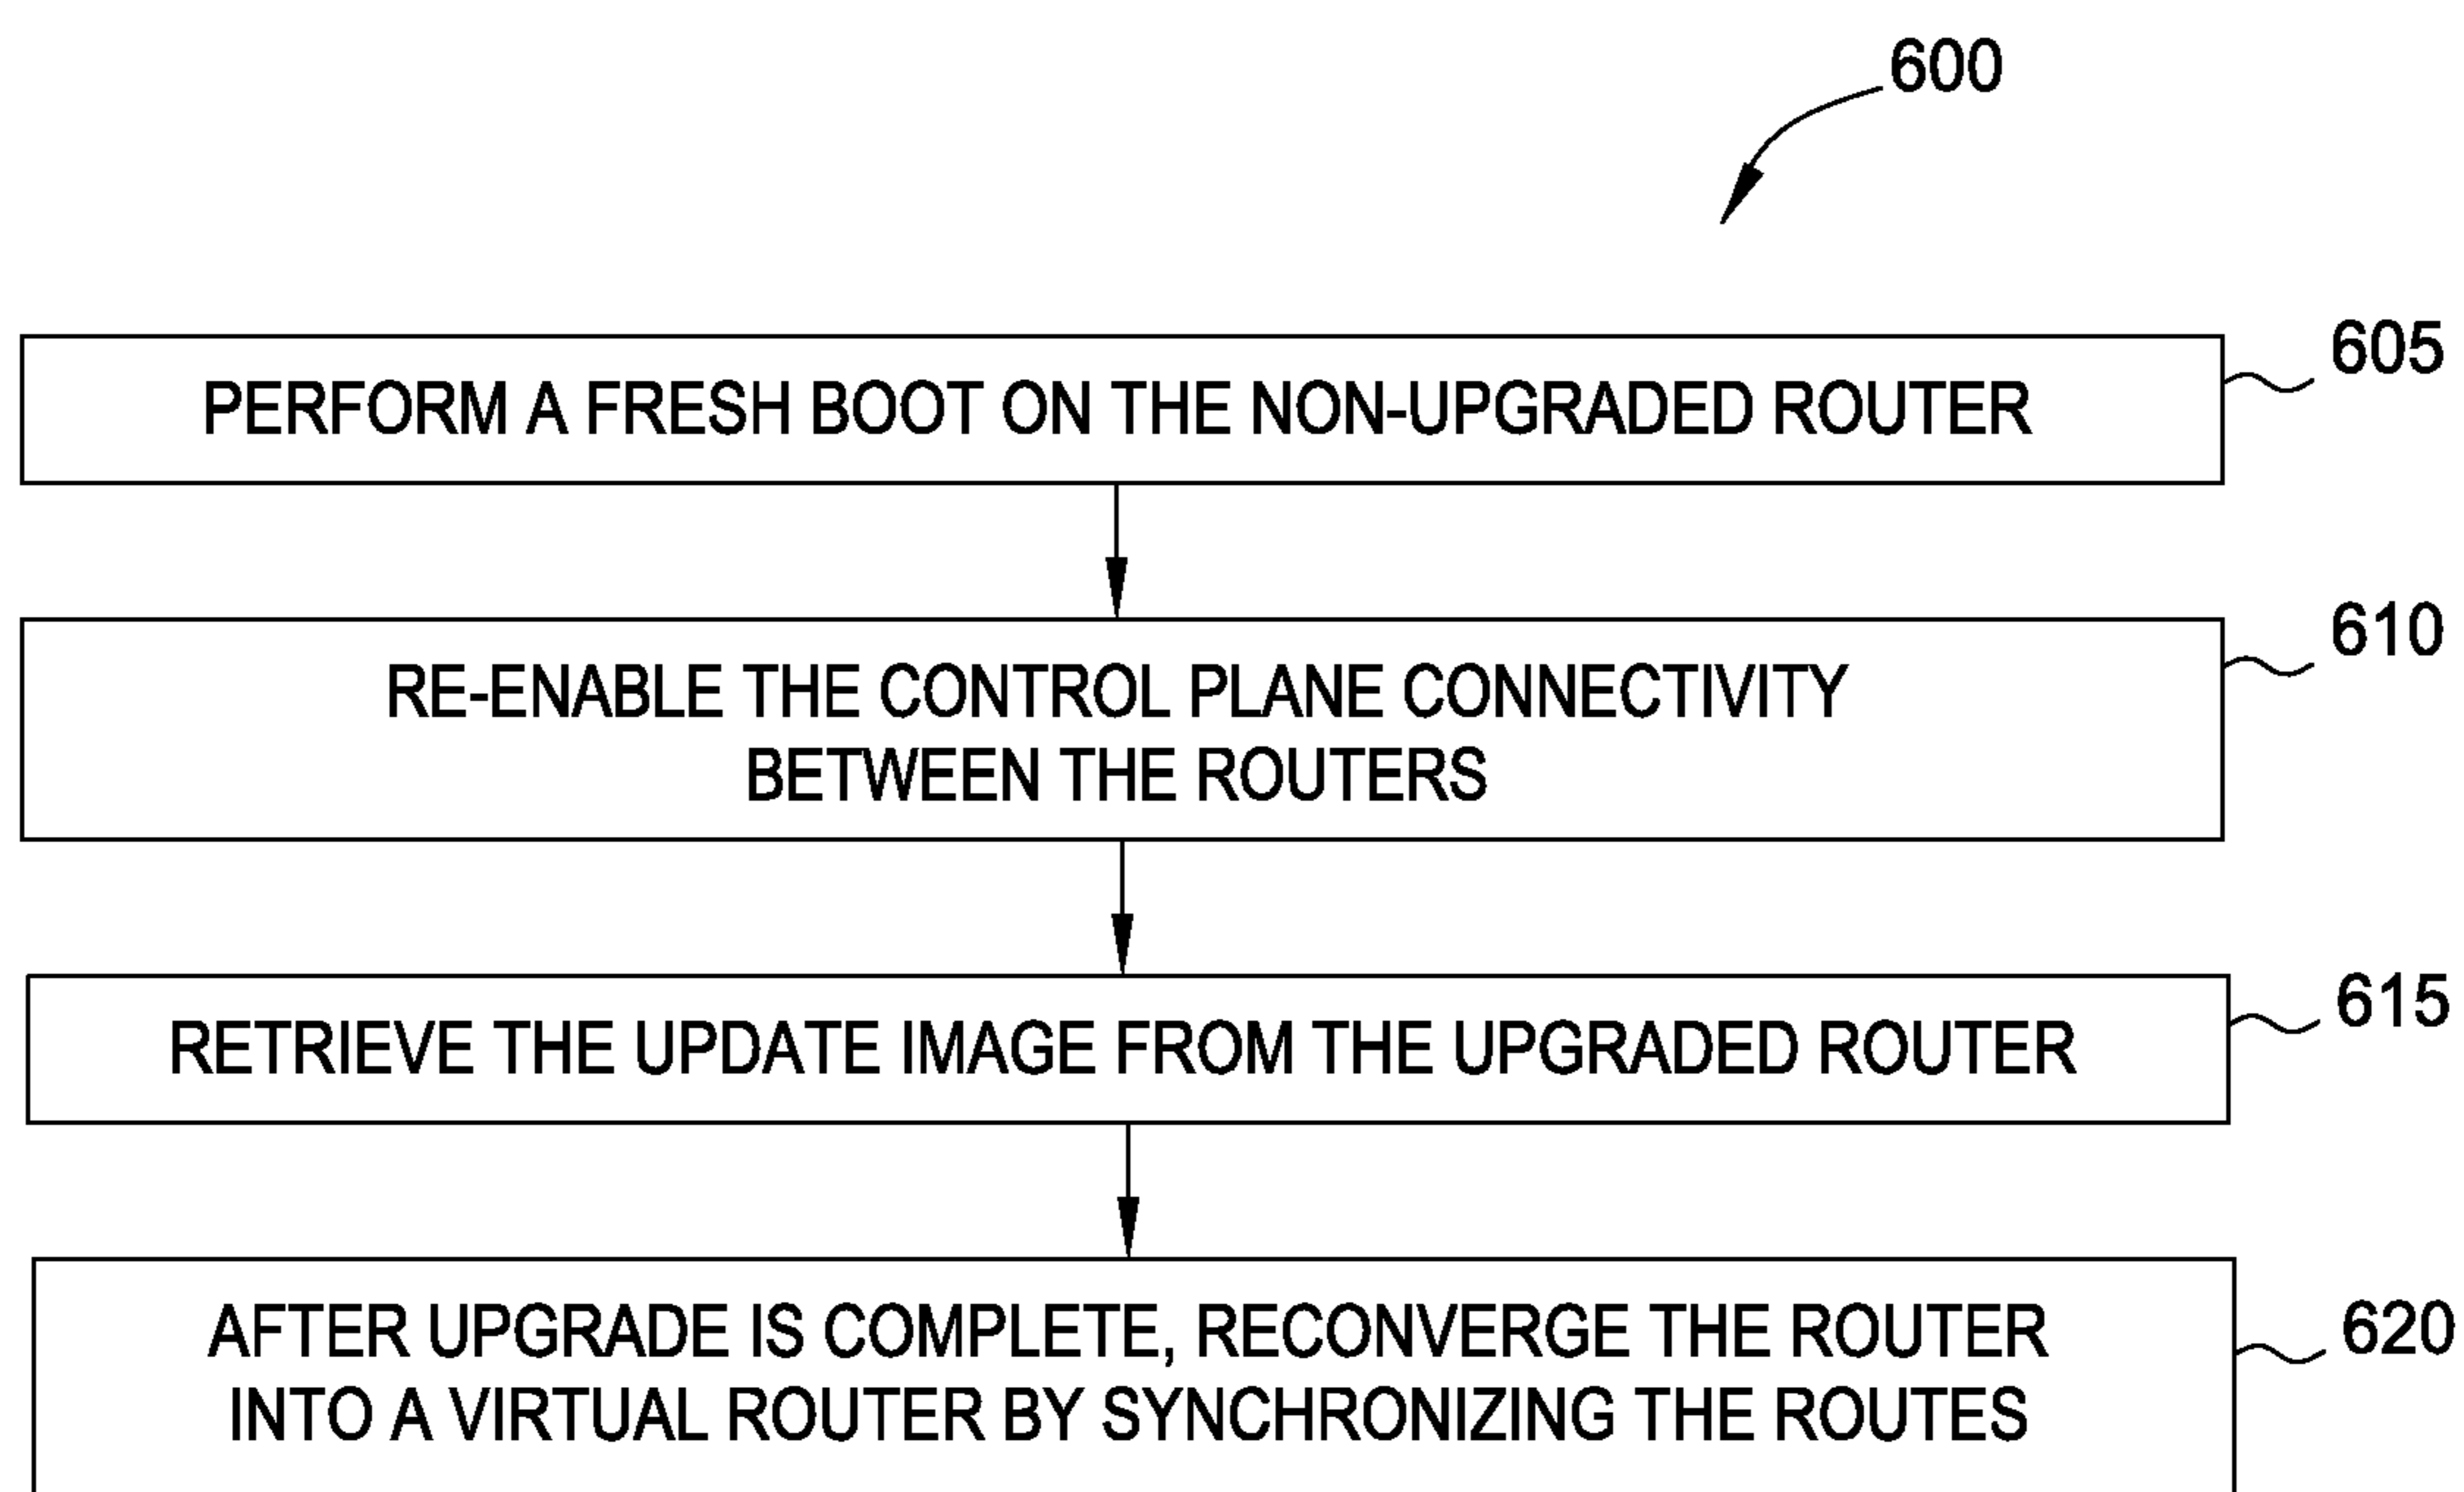 600
PERFORM A FRESH BOOT ON THE NON-UPGRADED ROUTER
605
RE-ENABLE THE CONTROL PLANE CONNECTIVITY
BETWEEN THE ROUTERS
610
RETRIEVE THE UPDATE IMAGE FROM THE UPGRADED ROUTER
615
AFTER UPGRADE IS COMPLETE, RECONVERGE THE ROUTER
INTO A VIRTUAL ROUTER BY SYNCHRONIZING THE ROUTES
620